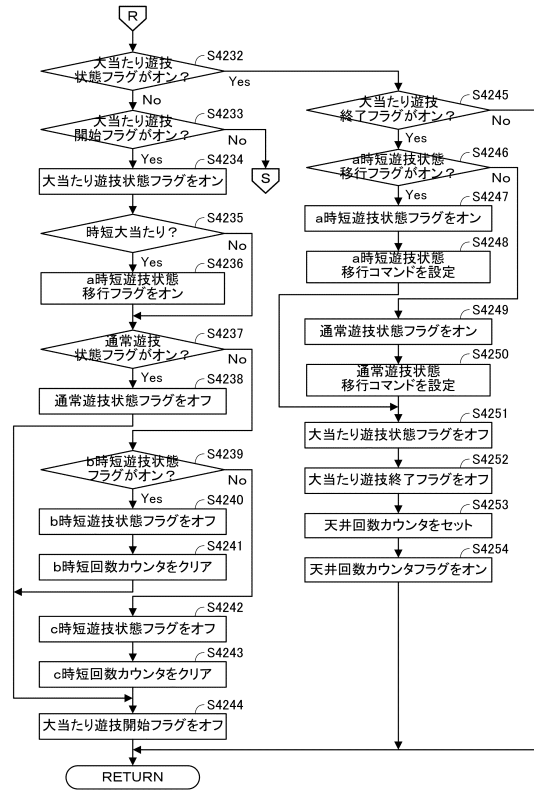 R
大当たり遊技
状態フラグがオン？
S4232
Yes
No
大当たり遊技
開始フラグがオン？
S4233
No
Yes
S
S4234
大当たり遊技状態フラグをオン
S4235
時短大当たり？
No
Yes
S4236
a時短遊技状態
移行フラグをオン
S4237
通常遊技
状態フラグがオン？
No
Yes
S4238
通常遊技状態フラグをオフ
S4239
b時短遊技状態
フラグがオン？
No
Yes
S4240
b時短遊技状態フラグをオフ
S4241
b時短回数カウンタをクリア
S4242
c時短遊技状態フラグをオフ
S4243
c時短回数カウンタをクリア
S4244
大当たり遊技開始フラグをオフ
RETURN
S4245
大当たり遊技
終了フラグがオン？
No
Yes
S4246
a時短遊技状態
移行フラグがオン？
No
Yes
S4247
a時短遊技状態フラグをオン
S4248
a時短遊技状態
移行コマンドを設定
S4249
通常遊技状態フラグをオン
S4250
通常遊技状態
移行コマンドを設定
S4251
大当たり遊技状態フラグをオフ
S4252
大当たり遊技終了フラグをオフ
S4253
天井回数カウンタをセット
S4254
天井回数カウンタフラグをオン